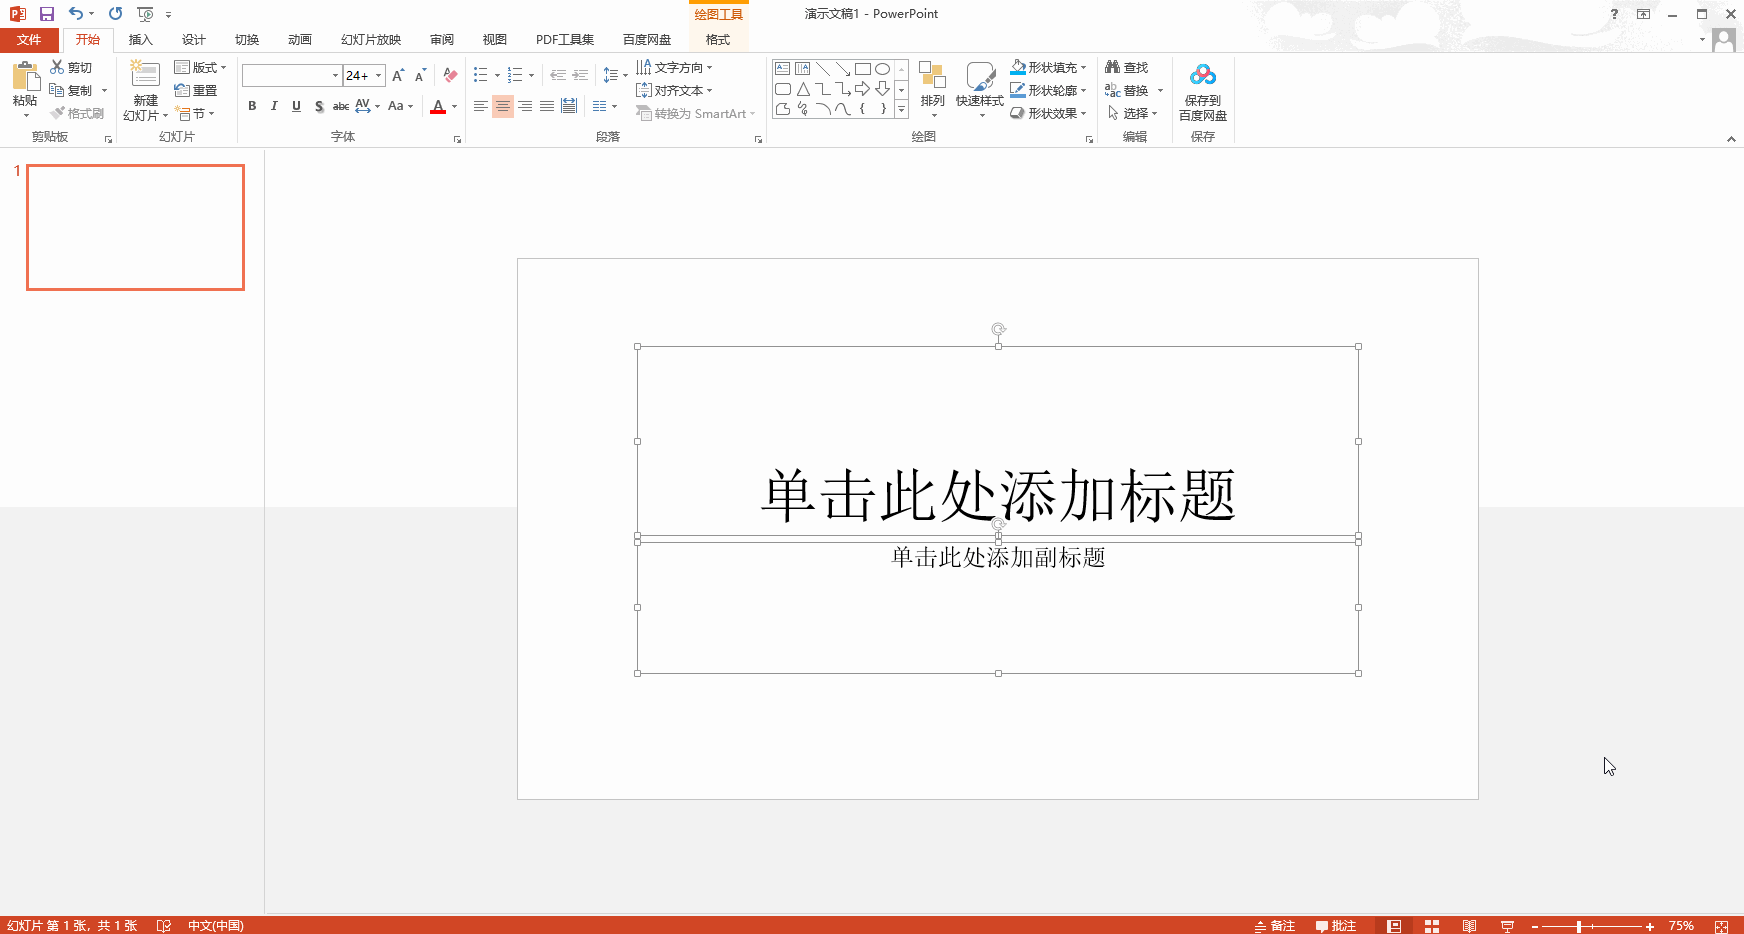 绘图工具
演示文稿1 - PowerPoint
?
文件 开始 插入 设计 切换 动画 幻灯片放映 审阅 视图 PDF工具集 百度网盘 格式
粘贴
剪切
复制
格式刷
剪贴板
新建
幻灯片
版式
重置
节
幻灯片
24+
A A
B I U S abc AV Aa A
字体
文字方向
对齐文本
转换为 SmartArt
段落
排列
快速样式
形状填充
形状轮廓
形状效果
绘图
查找
替换
选择
编辑
保存到
百度网盘
保存
1
单击此处添加标题
单击此处添加副标题
幻灯片 第 1 张，共 1 张 中文(中国) 备注 批注 75%